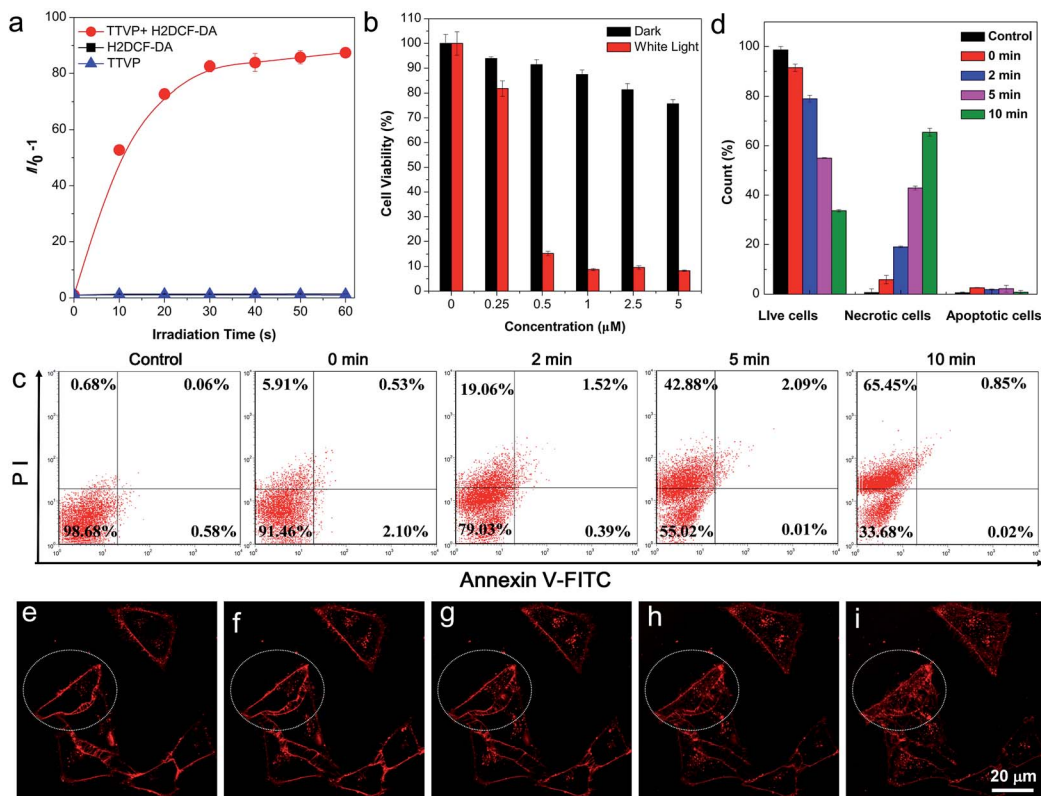 a
TTVP+ H2DCF-DA
H2DCF-DA
TTVP
I/I0 -1
100
80
60
40
20
0
0 10 20 30 40 50 60
Irradiation Time (s)
b
Dark
White Light
Cell Viability (%)
110
100
90
80
70
60
50
40
30
20
10
0
0 0.25 0.5 1 2.5 5
Concentration (μM)
d
Control
0 min
2 min
5 min
10 min
Count (%)
100
80
60
40
20
0
LIve cells Necrotic cells Apoptotic cells
c
Control 0 min 2 min 5 min 10 min
0.68% 0.06% 5.91% 0.53% 19.06% 1.52% 42.88% 2.09% 65.45% 0.85%
PI
98.68% 0.58% 91.46% 2.10% 79.03% 0.39% 55.02% 0.01% 33.68% 0.02%
Annexin V-FITC
e f g h i
20 μm